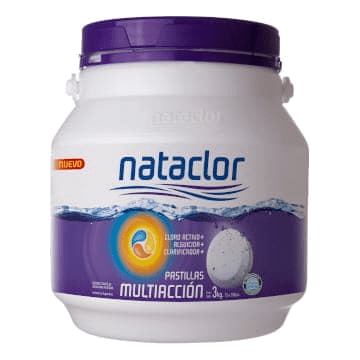 nataclor
NUEVO
nataclor
CLORO ACTIVO+
ALGUICIDA+
CLARIFICADOR+
PASTILLAS
MULTIACCIÓN
3kg.